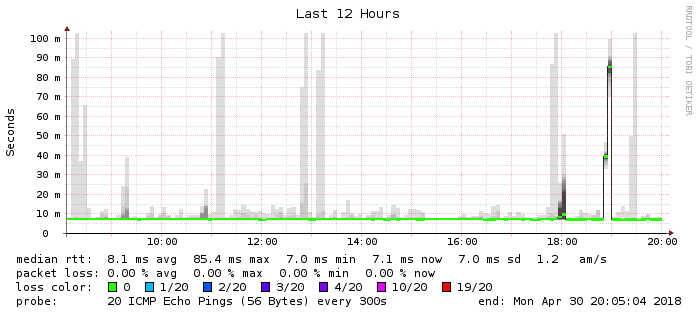 Last 12 Hours
RRDTOOL / TOBI OETIKER
Seconds
100 m
90 m
80 m
70 m
60 m
50 m
40 m
30 m
20 m
10 m
0
10:00 12:00 14:00 16:00 18:00 20:00
median rtt: 8.1 ms avg 85.4 ms max 7.0 ms min 7.1 ms now 7.0 ms sd 1.2 am/s
packet loss: 0.00 % avg 0.00 % max 0.00 % min 0.00 % now
loss color: 0 1/20 2/20 3/20 4/20 10/20 19/20
probe: 20 ICMP Echo Pings (56 Bytes) every 300s end: Mon Apr 30 20:05:04 2018